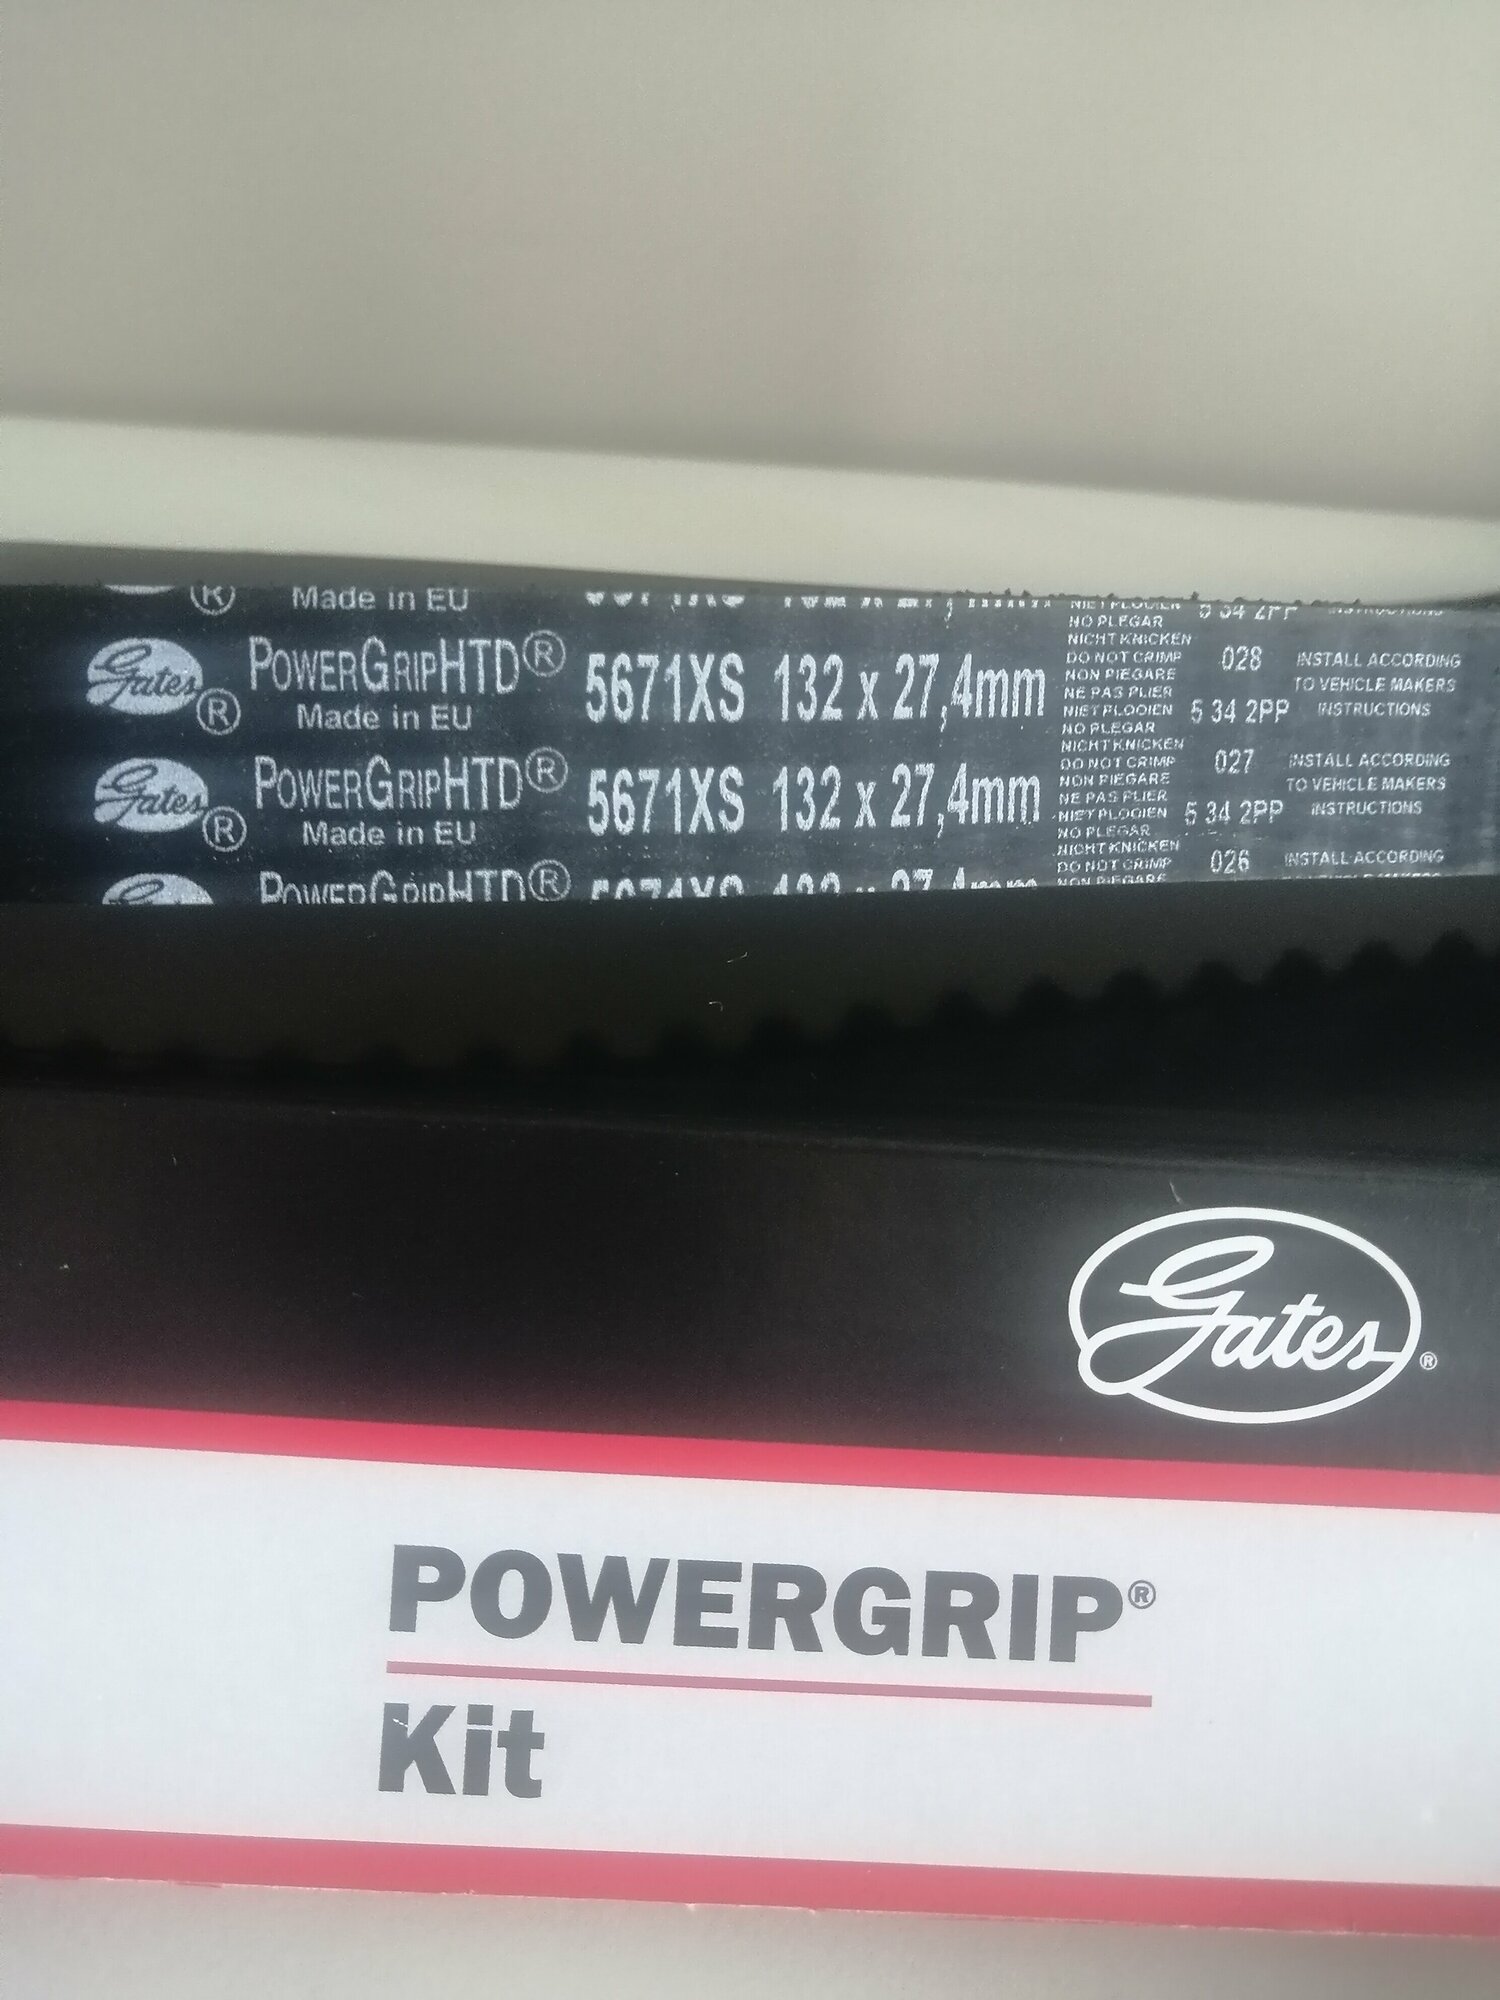 ® Made in EU
NO PLEGAR
NICHT KNICKEN
Gates® POWERGRIPHTD® 5671XS 132 x 27,4mm DO NOT CRIMP 028 INSTALL ACCORDING
NON PIEGARE TO VEHICLE MAKERS
Made in EU NE PAS PLIER
NIET PLOOIEN 5 34 2PP INSTRUCTIONS
NO PLEGAR
NICHT KNICKEN
Gates® POWERGRIPHTD® 5671XS 132 x 27,4mm DO NOT CRIMP 027 INSTALL ACCORDING
NON PIEGARE TO VEHICLE MAKERS
Made in EU NE PAS PLIER
NIET PLOOIEN 5 34 2PP INSTRUCTIONS
NO PLEGAR
NICHT KNICKEN
DO NOT CRIMP 026 INSTALL ACCORDING
POWERGRIPHTD®
Gates®
POWERGRIP®
Kit